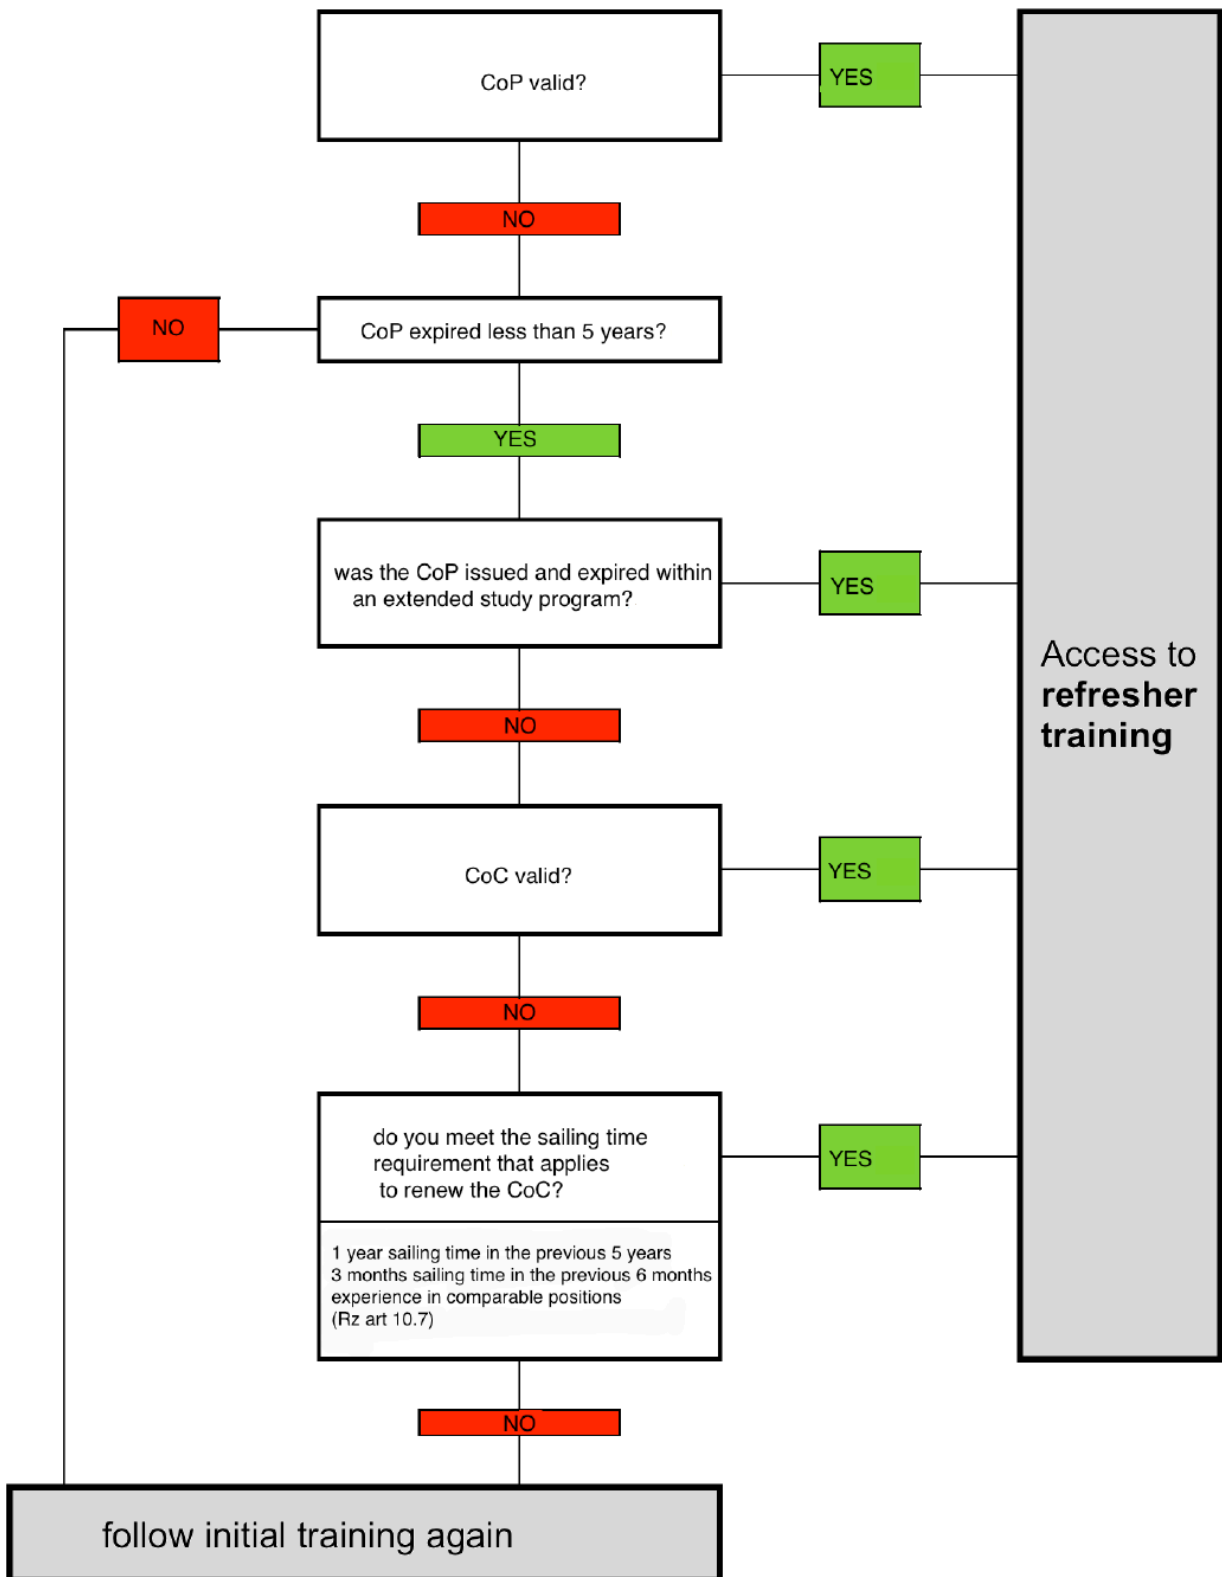 CoP valid?
YES
NO
NO
CoP expired less than 5 years?
YES
was the CoP issued and expired within
an extended study program?
YES
Access to
refresher
training
NO
CoC valid?
YES
NO
do you meet the sailing time
requirement that applies
to renew the CoC?
YES
1 year sailing time in the previous 5 years
3 months sailing time in the previous 6 months
experience in comparable positions
(Rz art 10.7)
NO
follow initial training again